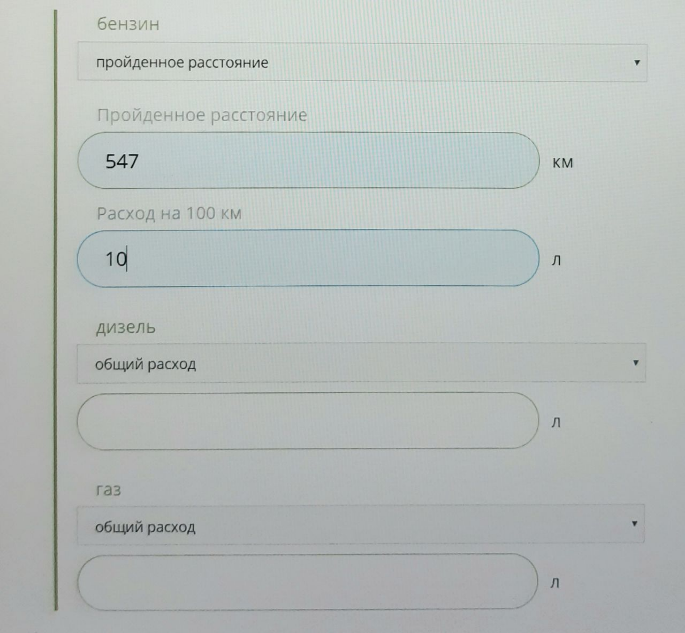 бензин
пройденное расстояние
Пройденное расстояние
547 км
Расход на 100 км
10 л
дизель
общий расход
л
газ
общий расход
л